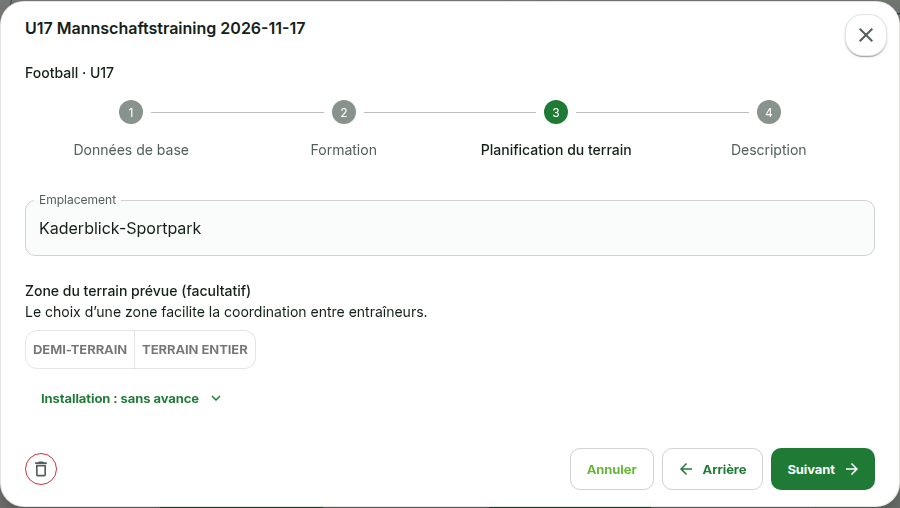 U17 Mannschaftstraining 2026-11-17
Football · U17
1
2
3
4
Données de base
Formation
Planification du terrain
Description
Emplacement
Kaderblick-Sportpark
Zone du terrain prévue (facultatif)
Le choix d’une zone facilite la coordination entre entraîneurs.
DEMI-TERRAIN
TERRAIN ENTIER
Installation : sans avance
Annuler
Arrière
Suivant